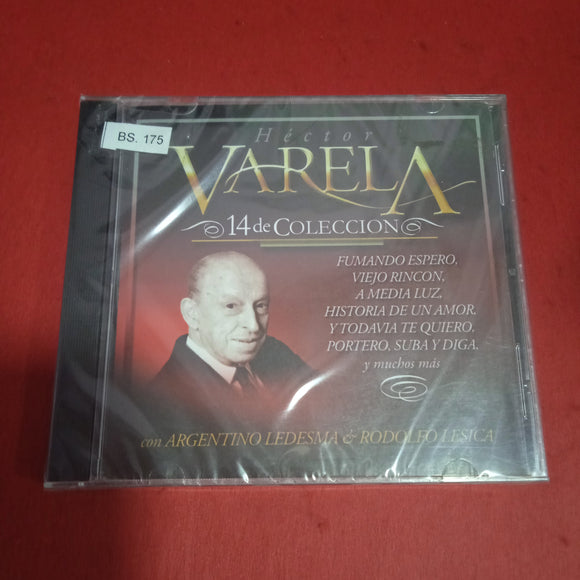 BS. 175
Héctor
VARELA
14 de COLECCION
FUMANDO ESPERO,
VIEJO RINCON,
A MEDIA LUZ,
HISTORIA DE UN AMOR,
Y TODAVIA TE QUIERO,
PORTERO, SUBA Y DIGA,
y muchos más
con ARGENTINO LEDESMA & RODOLFO LESICA